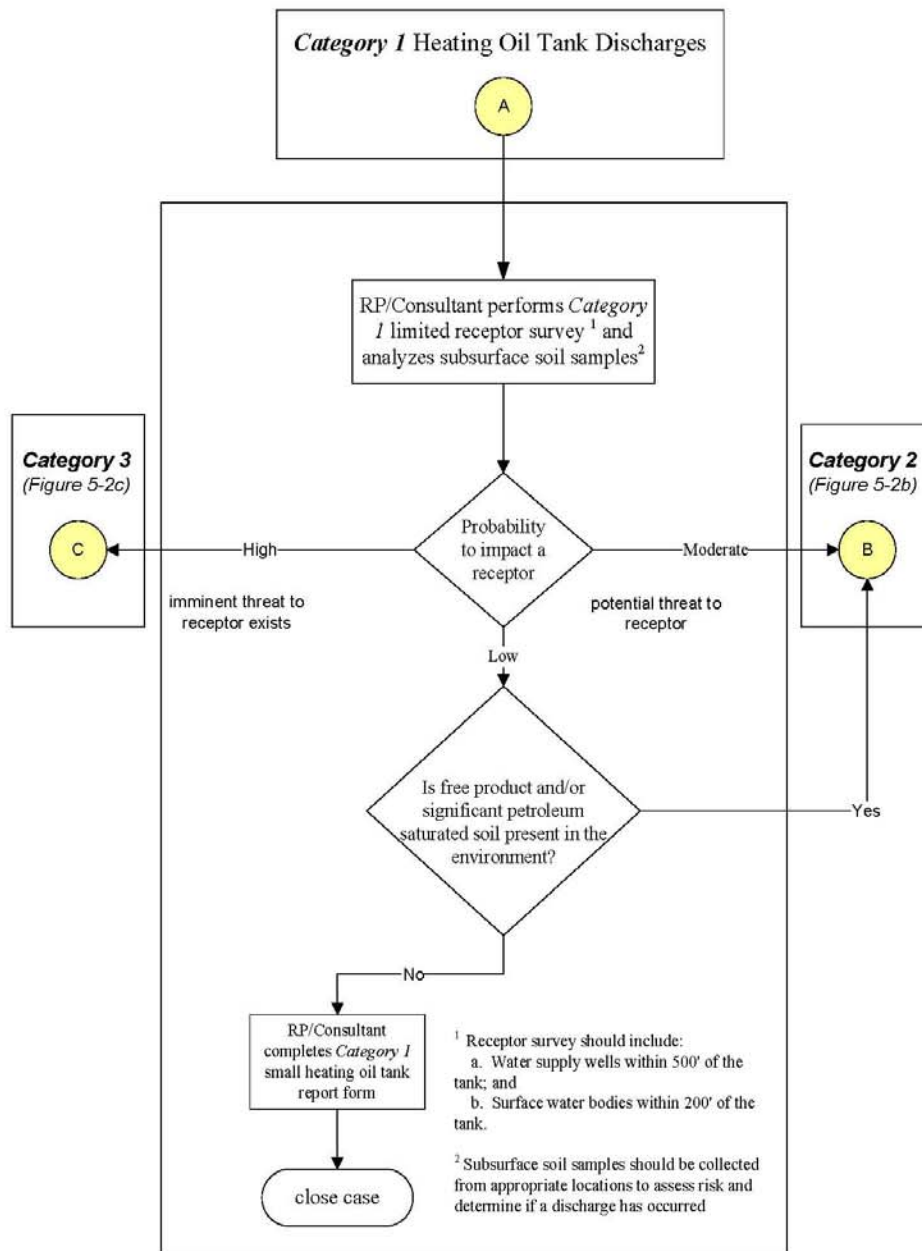 Category 1 Heating Oil Tank Discharges
A
RP/Consultant performs Category
1 limited receptor survey 1 and
analyzes subsurface soil samples2
Category 3
(Figure 5-2c)
C
Category 2
(Figure 5-2b)
B
Probability
to impact a
receptor
High
Moderate
imminent threat to
receptor exists
potential threat to
receptor
Low
Is free product and/or
significant petroleum
saturated soil present in the
environment?
Yes
No
RP/Consultant
completes Category 1
small heating oil tank
report form
close case
1 Receptor survey should include:
a. Water supply wells within 500' of the
tank; and
b. Surface water bodies within 200' of the
tank.
2 Subsurface soil samples should be collected
from appropriate locations to assess risk and
determine if a discharge has occurred